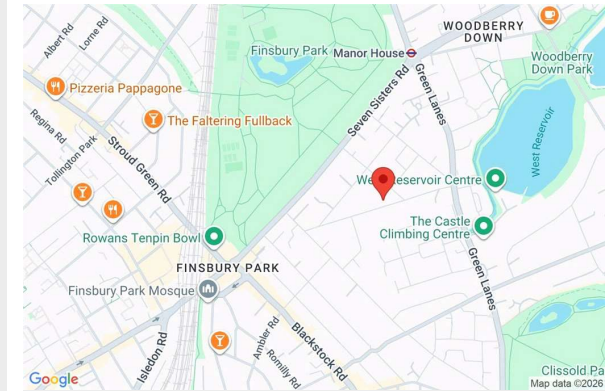 Albert Rd
Lorne Rd
Finsbury Park
Manor House
WOODBERRY
DOWN
Woodberry
Down Park
Pizzeria Pappagone
The Faltering Fullback
Regina Rd
Tollington Park
Stroud Green Rd
Seven Sisters Rd
Green Lanes
West Reservoir
West Reservoir Centre
The Castle
Climbing Centre
Rowans Tenpin Bowl
FINSBURY PARK
Finsbury Park Mosque
Green Lanes
Isledon Rd
Ambler Rd
Romilly Rd
Blackstock Rd
Clissold Pa
Google
Map data ©2026